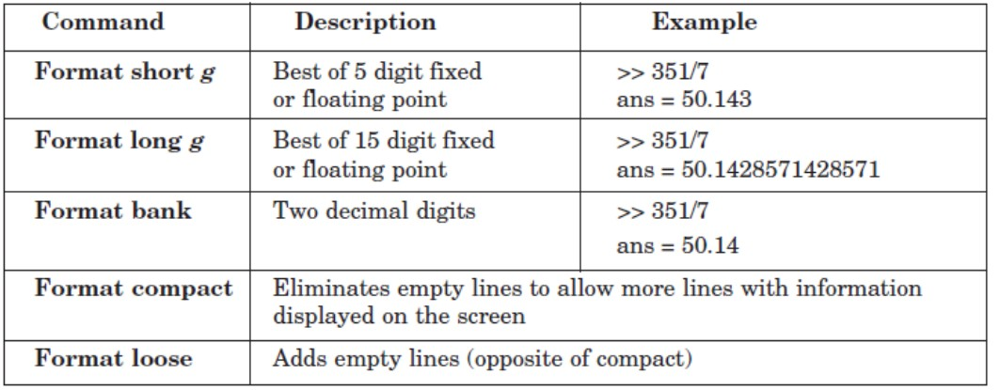 Command Description Example
Format short g Best of 5 digit fixed >> 351/7
or floating point ans = 50.143
Format long g Best of 15 digit fixed >> 351/7
or floating point ans = 50.1428571428571
Format bank Two decimal digits >> 351/7
ans = 50.14
Format compact Eliminates empty lines to allow more lines with information
displayed on the screen
Format loose Adds empty lines (opposite of compact)